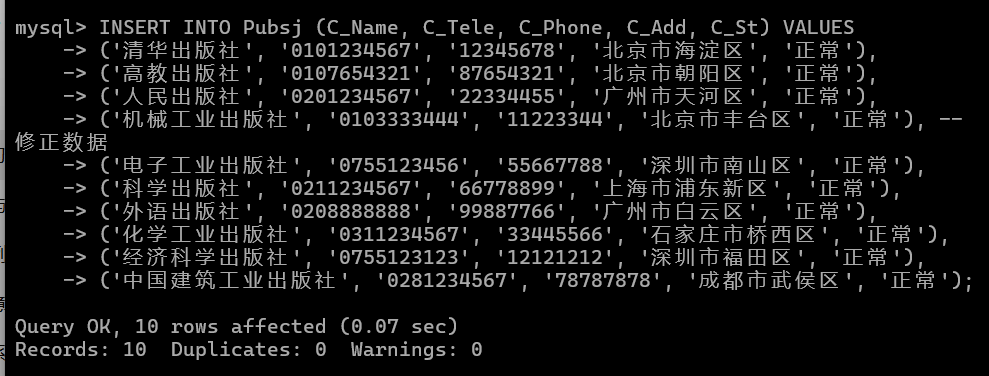 mysql> INSERT INTO Pubsj (C_Name, C_Tele, C_Phone, C_Add, C_St) VALUES
    -> ('清华出版社', '0101234567', '12345678', '北京市海淀区', '正常'),
    -> ('高教出版社', '0107654321', '87654321', '北京市朝阳区', '正常'),
    -> ('人民出版社', '0201234567', '22334455', '广州市天河区', '正常'),
    -> ('机械工业出版社', '0103333444', '11223344', '北京市丰台区', '正常'), --
修正数据
    -> ('电子工业出版社', '0755123456', '55667788', '深圳市南山区', '正常'),
    -> ('科学出版社', '0211234567', '66778899', '上海市浦东新区', '正常'),
    -> ('外语出版社', '0208888888', '99887766', '广州市白云区', '正常'),
    -> ('化学工业出版社', '0311234567', '33445566', '石家庄市桥西区', '正常'),
    -> ('经济科学出版社', '0755123123', '12121212', '深圳市福田区', '正常'),
    -> ('中国建筑工业出版社', '0281234567', '78787878', '成都市武侯区', '正常');
Query OK, 10 rows affected (0.07 sec)
Records: 10  Duplicates: 0  Warnings: 0